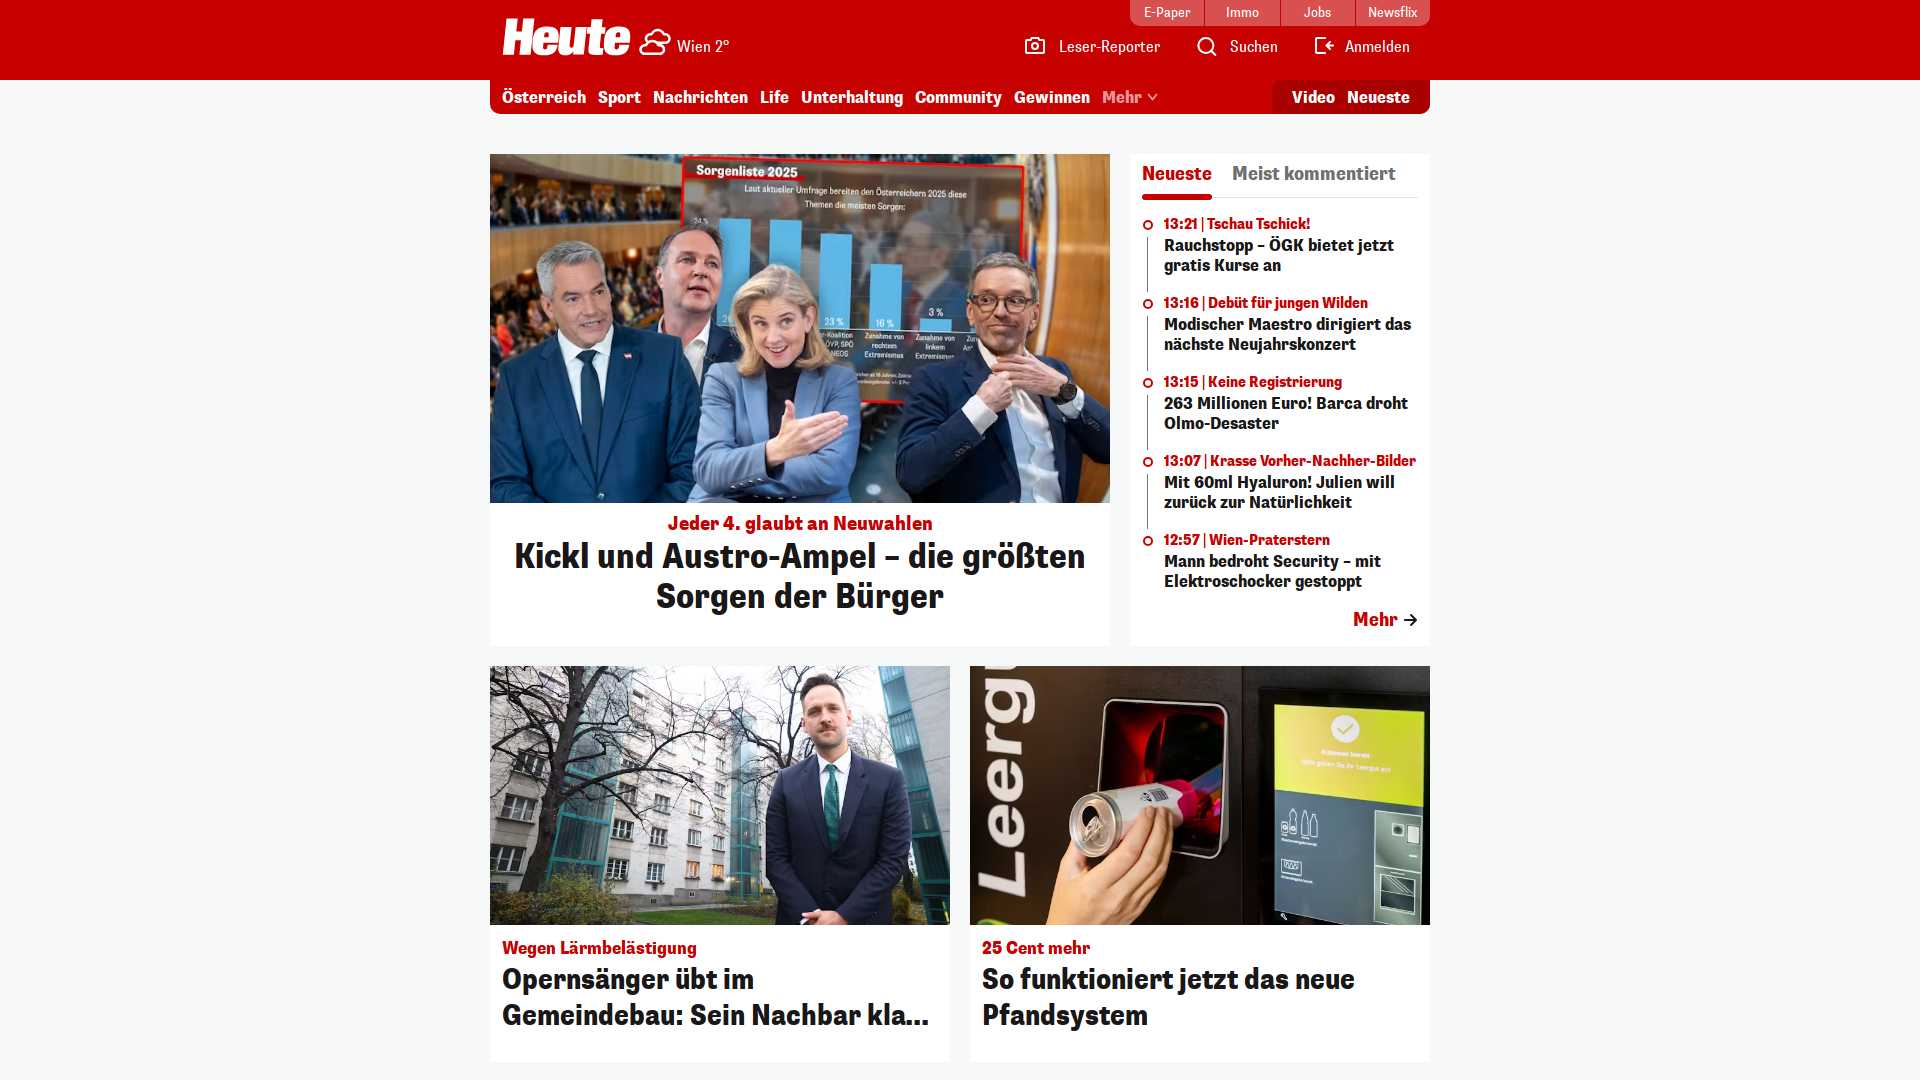 E-Paper
Immo
Jobs
Newsflix
Heute
Wien 2°
Leser-Reporter
Suchen
Anmelden
Österreich
Sport
Nachrichten
Life
Unterhaltung
Community
Gewinnen
Mehr
Video
Neueste
Sorgenliste 2025
Laut aktueller Umfrage bereiten den Österreichern 2025 diese
Themen die meisten Sorgen:
24 %
23 %
16 %
3 %
ÖVP, SPÖ
NEOS
Zunahme von
rechtem
Extremismus
Zunahme von
linkem
Extremismus
Jeder 4. glaubt an Neuwahlen
Kickl und Austro-Ampel – die größten
Sorgen der Bürger
Neueste
Meist kommentiert
13:21 | Tschau Tschick!
Rauchstopp – ÖGK bietet jetzt
gratis Kurse an
13:16 | Debüt für jungen Wilden
Modischer Maestro dirigiert das
nächste Neujahrskonzert
13:15 | Keine Registrierung
263 Millionen Euro! Barca droht
Olmo-Desaster
13:07 | Krasse Vorher-Nachher-Bilder
Mit 60ml Hyaluron! Julien will
zurück zur Natürlichkeit
12:57 | Wien-Praterstern
Mann bedroht Security – mit
Elektroschocker gestoppt
Mehr
Wegen Lärmbelästigung
Opernsänger übt im
Gemeindebau: Sein Nachbar kla...
Leergu
25 Cent mehr
So funktioniert jetzt das neue
Pfandsystem